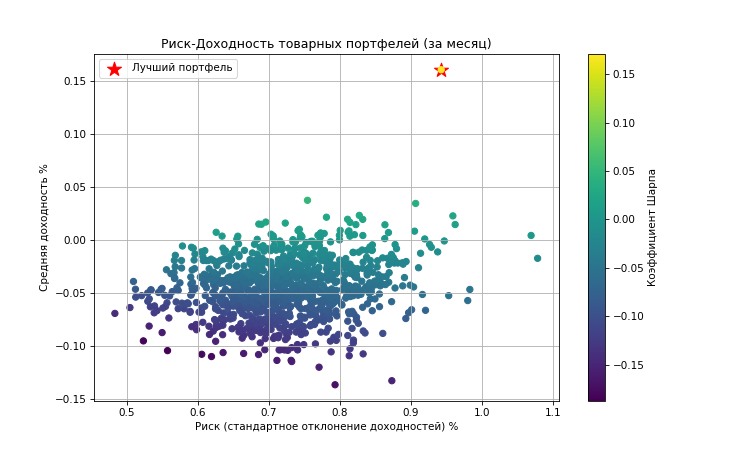 Риск-Доходность товарных портфелей (за месяц)
Лучший портфель
Средняя доходность %
0.15
0.10
0.05
0.00
−0.05
−0.10
−0.15
0.5 0.6 0.7 0.8 0.9 1.0 1.1
Риск (стандартное отклонение доходностей) %
0.15
0.10
0.05
0.00
−0.05
−0.10
−0.15
Коэффициент Шарпа